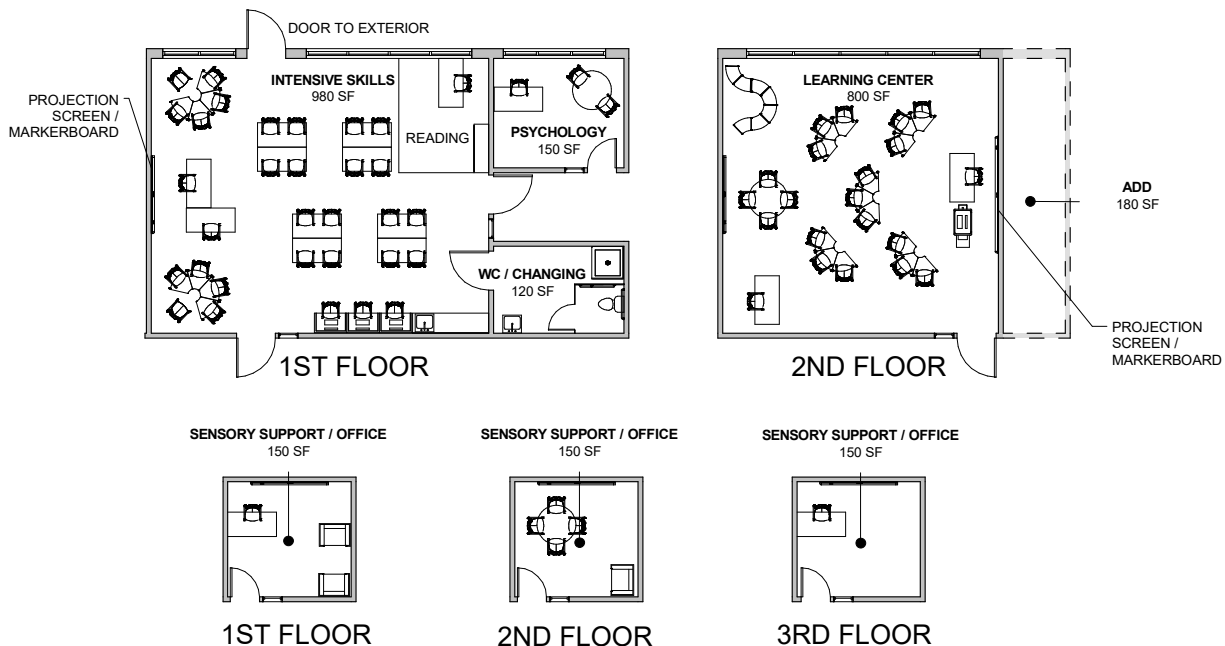 DOOR TO EXTERIOR
INTENSIVE SKILLS
980 SF
PROJECTION
SCREEN /
MARKERBOARD
READING
PSYCHOLOGY
150 SF
WC / CHANGING
120 SF
1ST FLOOR
LEARNING CENTER
800 SF
ADD
180 SF
PROJECTION
SCREEN /
MARKERBOARD
2ND FLOOR
SENSORY SUPPORT / OFFICE
150 SF
1ST FLOOR
SENSORY SUPPORT / OFFICE
150 SF
2ND FLOOR
SENSORY SUPPORT / OFFICE
150 SF
3RD FLOOR